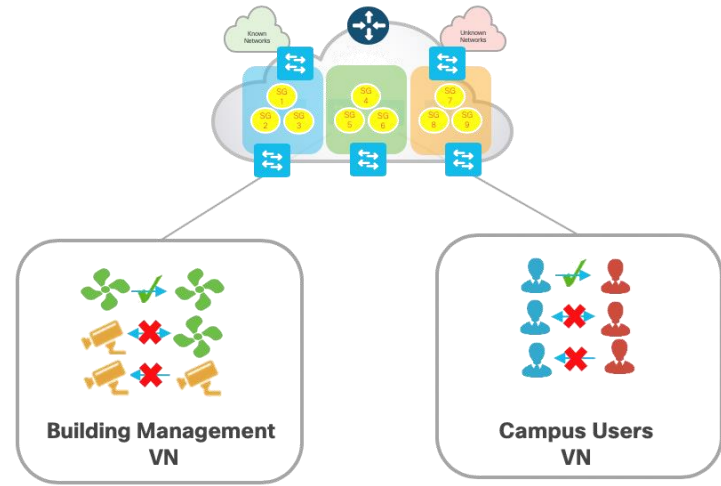 Known
Networks
Unknown
Networks
SG
1
SG
4
SG
7
SG
2
SG
3
SG
5
SG
6
SG
8
SG
9
Building Management
VN
Campus Users
VN